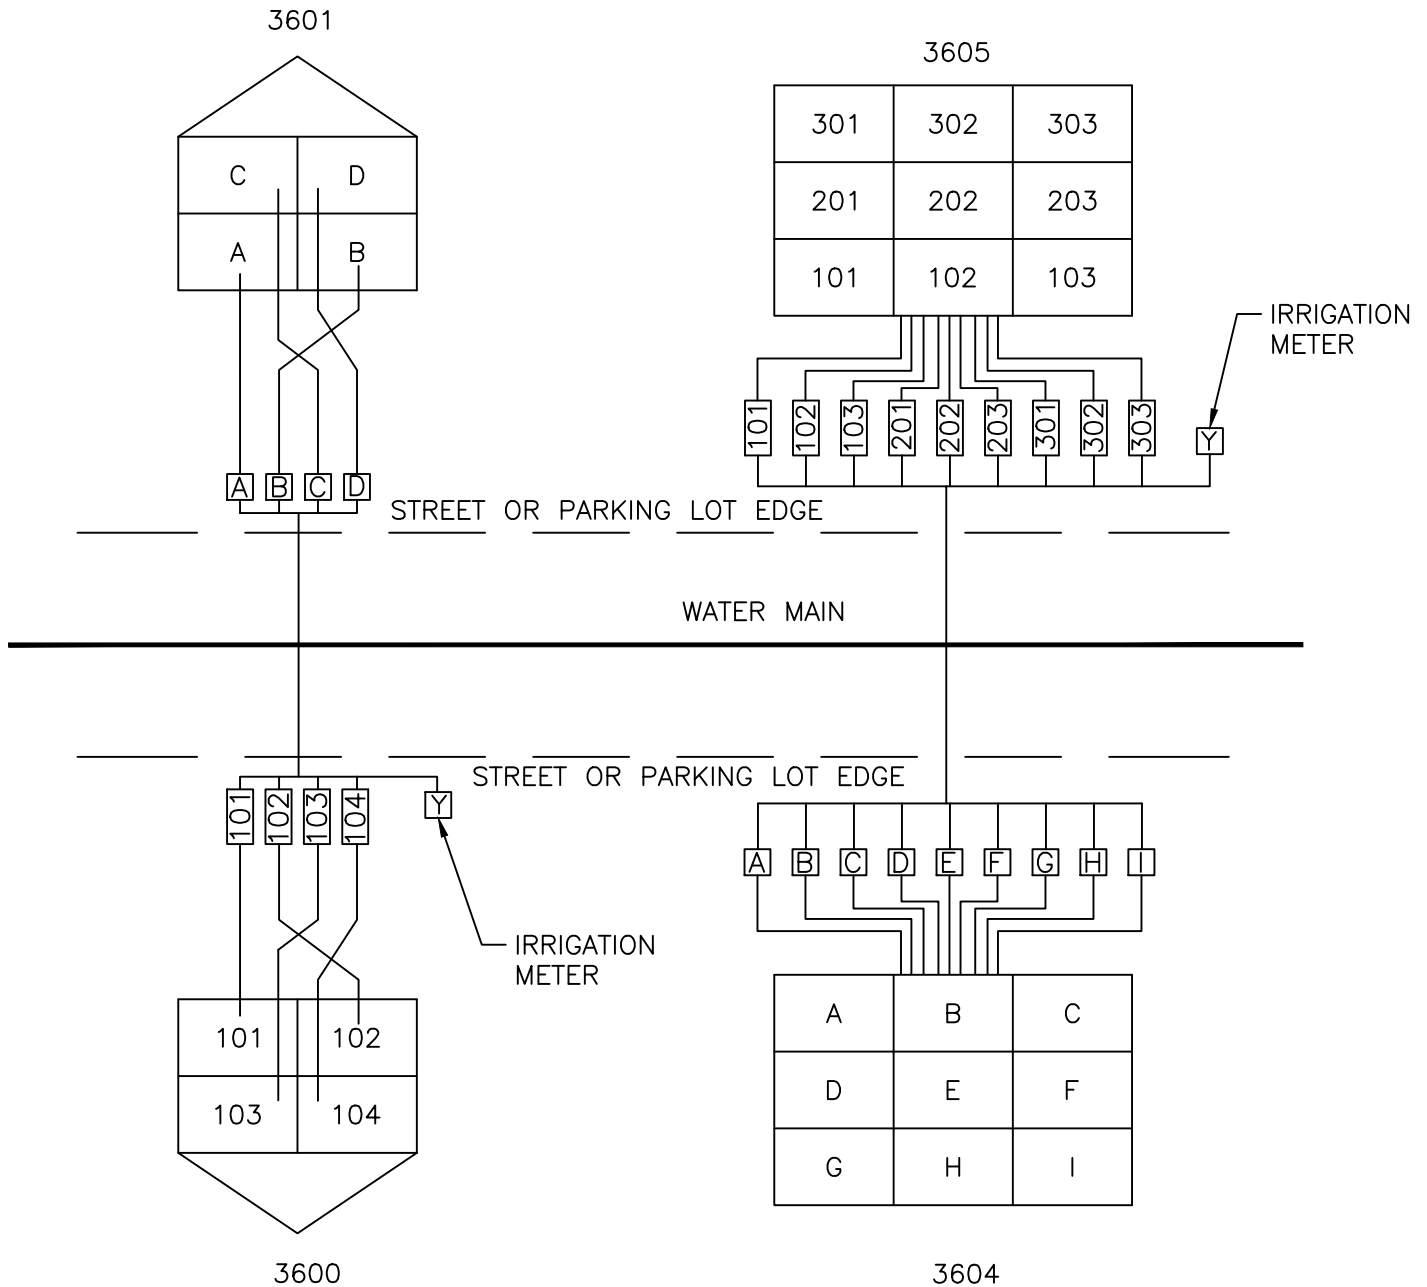 3601
3605
C D
A B
301 302 303
201 202 203
101 102 103
IRRIGATION
METER
101 102 103 201 202 203 301 302 303 Y
A B C D
STREET OR PARKING LOT EDGE
WATER MAIN
STREET OR PARKING LOT EDGE
101 102 103 104 Y
A B C D E F G H I
IRRIGATION
METER
101 102
103 104
A B C
D E F
G H I
3600
3604